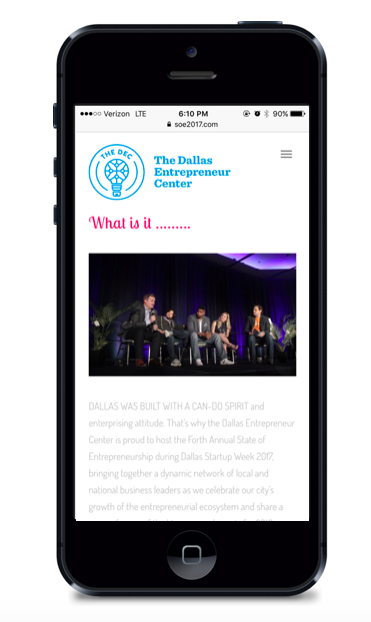 Verizon LTE 6:10 PM 90%
soe2017.com
THE DEC
The Dallas
Entrepreneur
Center
What is it .........
DALLAS WAS BUILT WITH A CAN-DO SPIRIT and
enterprising attitude. That's why the Dallas Entrepreneur
Center is proud to host the Forth Annual State of
Entrepreneurship during Dallas Startup Week 2017,
bringing together a dynamic network of local and
national business leaders as we celebrate our city's
growth of the entrepreneurial ecosystem and share a